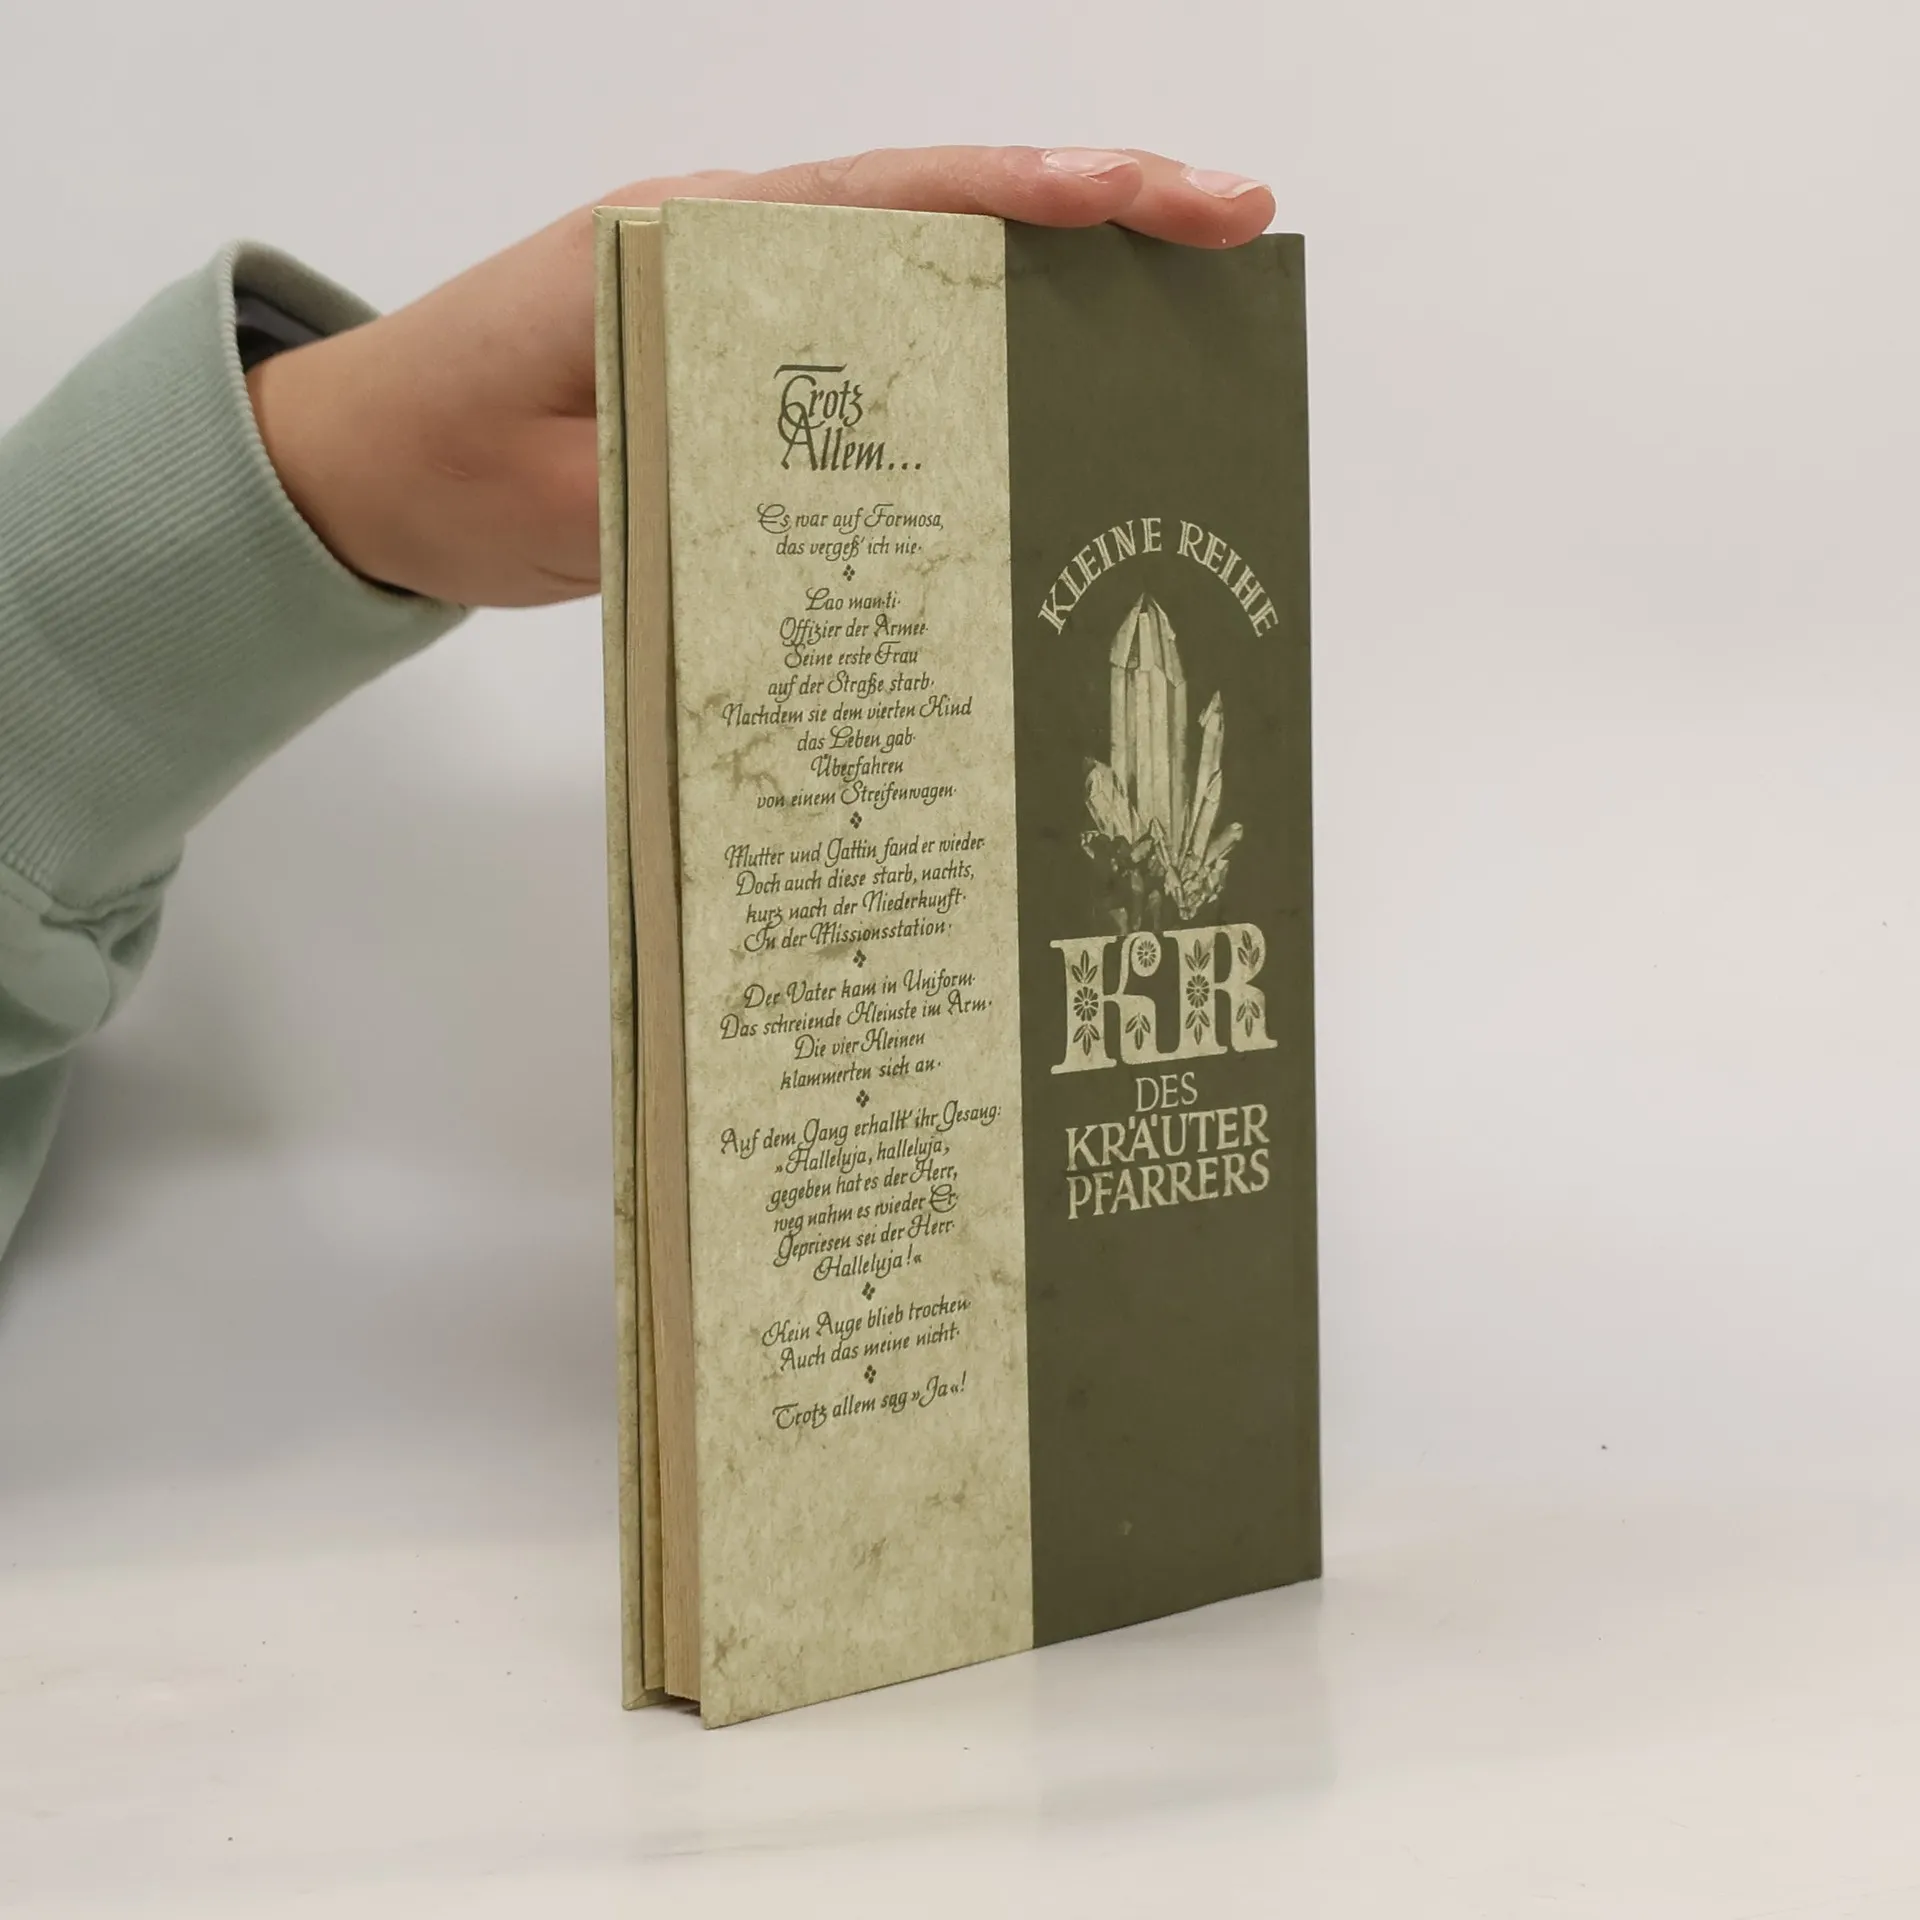 Trotz
Allem...
Es war auf Formosa,
das vergeß' ich nie.
Lao man-ti.
Offizier der Armee.
Seine erste Frau
auf der Straße starb.
Nachdem sie dem vierten Kind
das Leben gab.
Überfahren
von einem Streifenwagen.
Mutter und Gattin fand er wieder.
Doch auch diese starb, nachts,
kurz nach der Niederkunft.
In der Missionsstation.
Der Vater kam in Uniform.
Das schreiende Kleinste im Arm.
Die vier Kleinen
klammerten sich an.
Auf dem Gang erhallt' ihr Gesang:
»Halleluja, halleluja,
gegeben hat es der Herr,
weg nahm es wieder Er.
Gepriesen sei der Herr.
Halleluja!«
Kein Auge blieb trocken.
Auch das meine nicht.
Trotz allem sag »Ja«!
KLEINE REIHE
KR
DES
KRÄUTER
PFARRERS